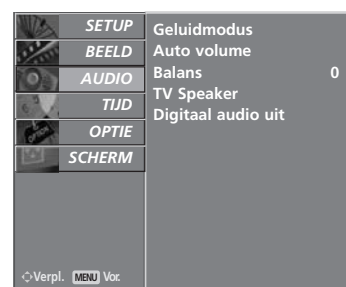 SETUP
BEELD
AUDIO
TIJD
OPTIE
SCHERM
Geluidmodus
Auto volume
Balans 0
TV Speaker
Digitaal audio uit
Verpl. MENU Vor.